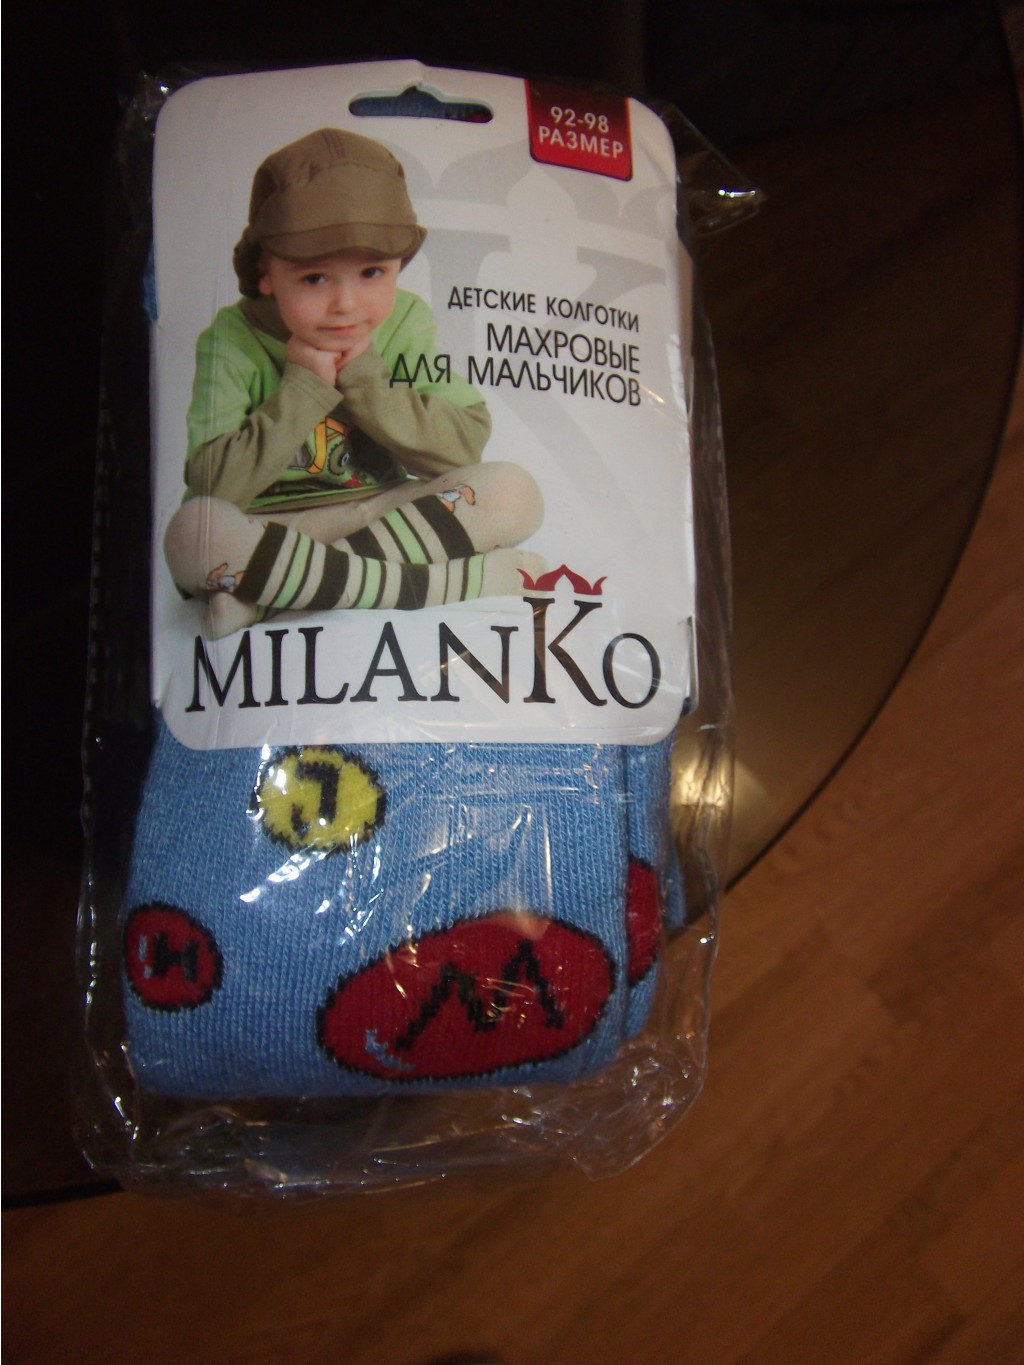 92-98
РАЗМЕР
ДЕТСКИЕ КОЛГОТКИ
МАХРОВЫЕ
ДЛЯ МАЛЬЧИКОВ
MILANKO